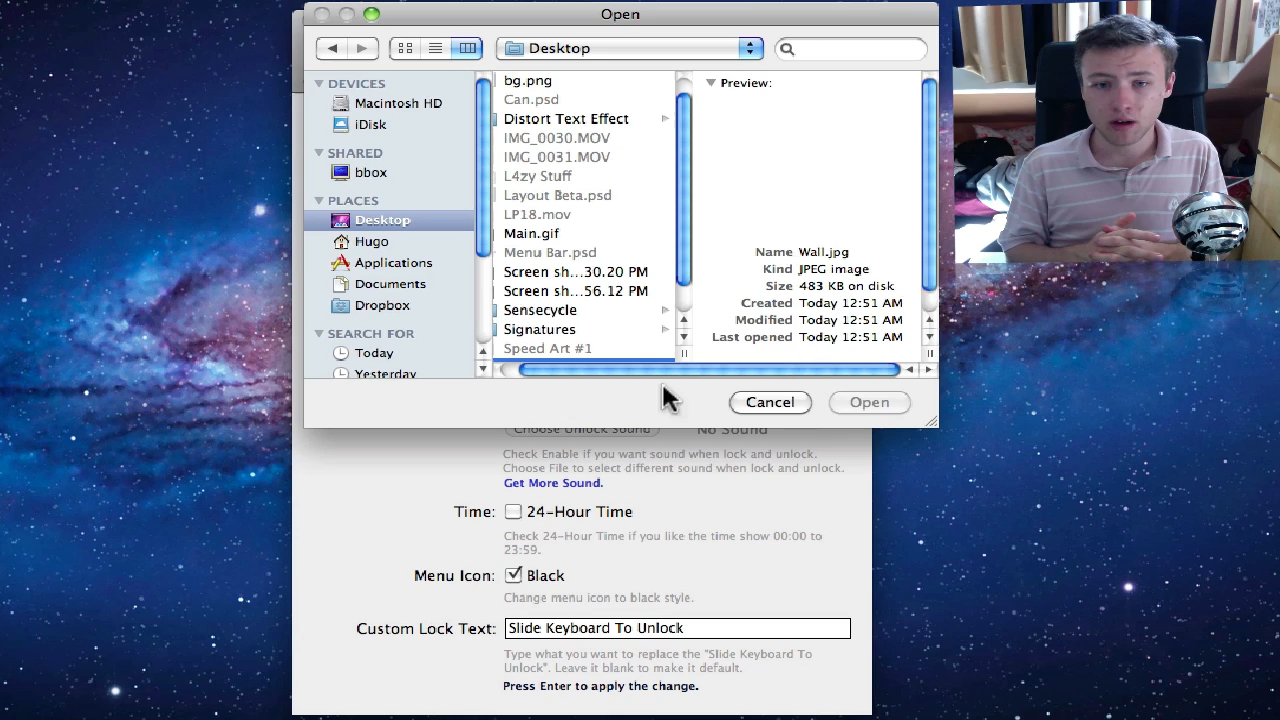 Open
Desktop
DEVICES
Macintosh HD
iDisk
SHARED
bbox
PLACES
Desktop
Hugo
Applications
Documents
Dropbox
SEARCH FOR
Today
Yesterday
bg.png
Can.psd
Distort Text Effect
IMG_0030.MOV
IMG_0031.MOV
L4zy Stuff
Layout Beta.psd
LP18.mov
Main.gif
Menu Bar.psd
Screen sh...30.20 PM
Screen sh...56.12 PM
Sensecycle
Signatures
Speed Art #1
Preview:
Name Wall.jpg
Kind JPEG image
Size 483 KB on disk
Created Today 12:51 AM
Modified Today 12:51 AM
Last opened Today 12:51 AM
Cancel
Open
Choose Unlock Sound No Sound
Check Enable if you want sound when lock and unlock.
Choose File to select different sound when lock and unlock.
Get More Sound.
Time: 24-Hour Time
Check 24-Hour Time if you like the time show 00:00 to
23:59.
Menu Icon: Black
Change menu icon to black style.
Custom Lock Text: Slide Keyboard To Unlock
Type what you want to replace the "Slide Keyboard To
Unlock". Leave it blank to make it default.
Press Enter to apply the change.